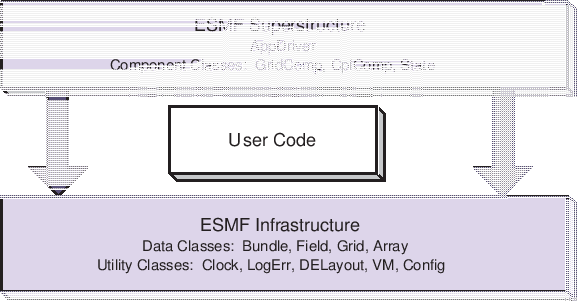 ESMF Superstructure
AppDriver
Component Classes: GridComp, CplComp, State
User Code
ESMF Infrastructure
Data Classes: Bundle, Field, Grid, Array
Utility Classes: Clock, LogErr, DELayout, VM, Config